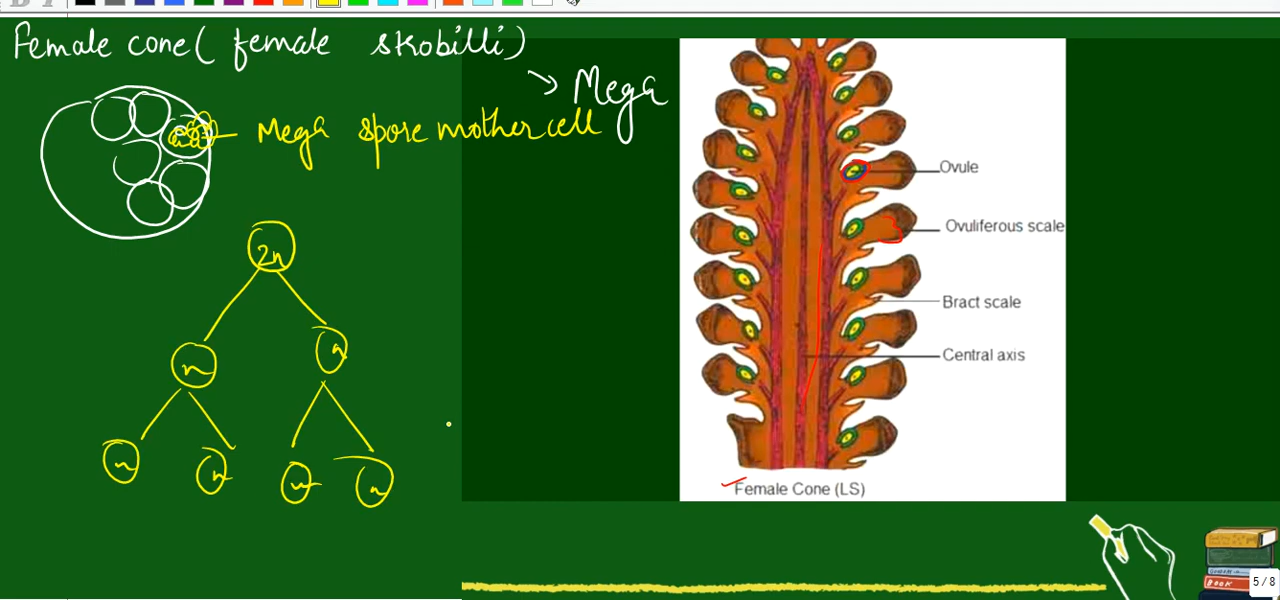 Female cone( female skobilli)
→ Mega
Mega spore mother cell
2n
n n
n n n n
Ovule
Ovuliferous scale
Bract scale
Central axis
Female Cone (LS)
BOOK
5/8